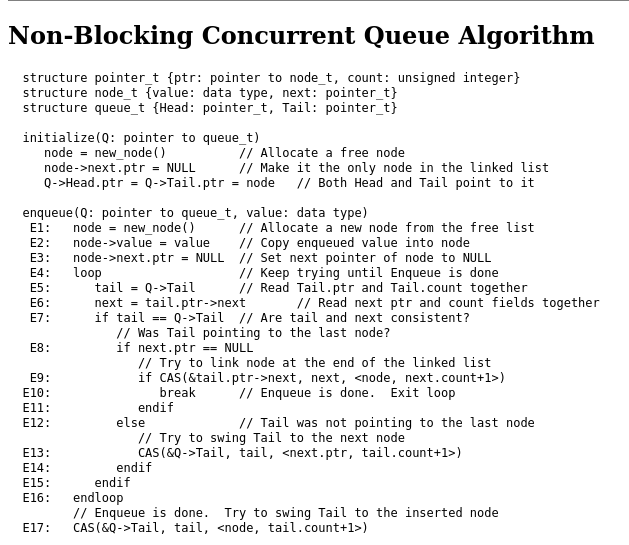 Non-Blocking Concurrent Queue Algorithm
structure pointer_t {ptr: pointer to node_t, count: unsigned integer}
structure node_t {value: data type, next: pointer_t}
structure queue_t {Head: pointer_t, Tail: pointer_t}
initialize(Q: pointer to queue_t)
node = new_node() // Allocate a free node
node->next.ptr = NULL // Make it the only node in the linked list
Q->Head.ptr = Q->Tail.ptr = node // Both Head and Tail point to it
enqueue(Q: pointer to queue_t, value: data type)
E1: node = new_node() // Allocate a new node from the free list
E2: node->value = value // Copy enqueued value into node
E3: node->next.ptr = NULL // Set next pointer of node to NULL
E4: loop // Keep trying until Enqueue is done
E5: tail = Q->Tail // Read Tail.ptr and Tail.count together
E6: next = tail.ptr->next // Read next ptr and count fields together
E7: if tail == Q->Tail // Are tail and next consistent?
// Was Tail pointing to the last node?
E8: if next.ptr == NULL
// Try to link node at the end of the linked list
E9: if CAS(&tail.ptr->next, next, <node, next.count+1>)
E10: break // Enqueue is done. Exit loop
E11: endif
E12: else // Tail was not pointing to the last node
// Try to swing Tail to the next node
E13: CAS(&Q->Tail, tail, <next.ptr, tail.count+1>)
E14: endif
E15: endif
E16: endloop
// Enqueue is done. Try to swing Tail to the inserted node
E17: CAS(&Q->Tail, tail, <node, tail.count+1>)